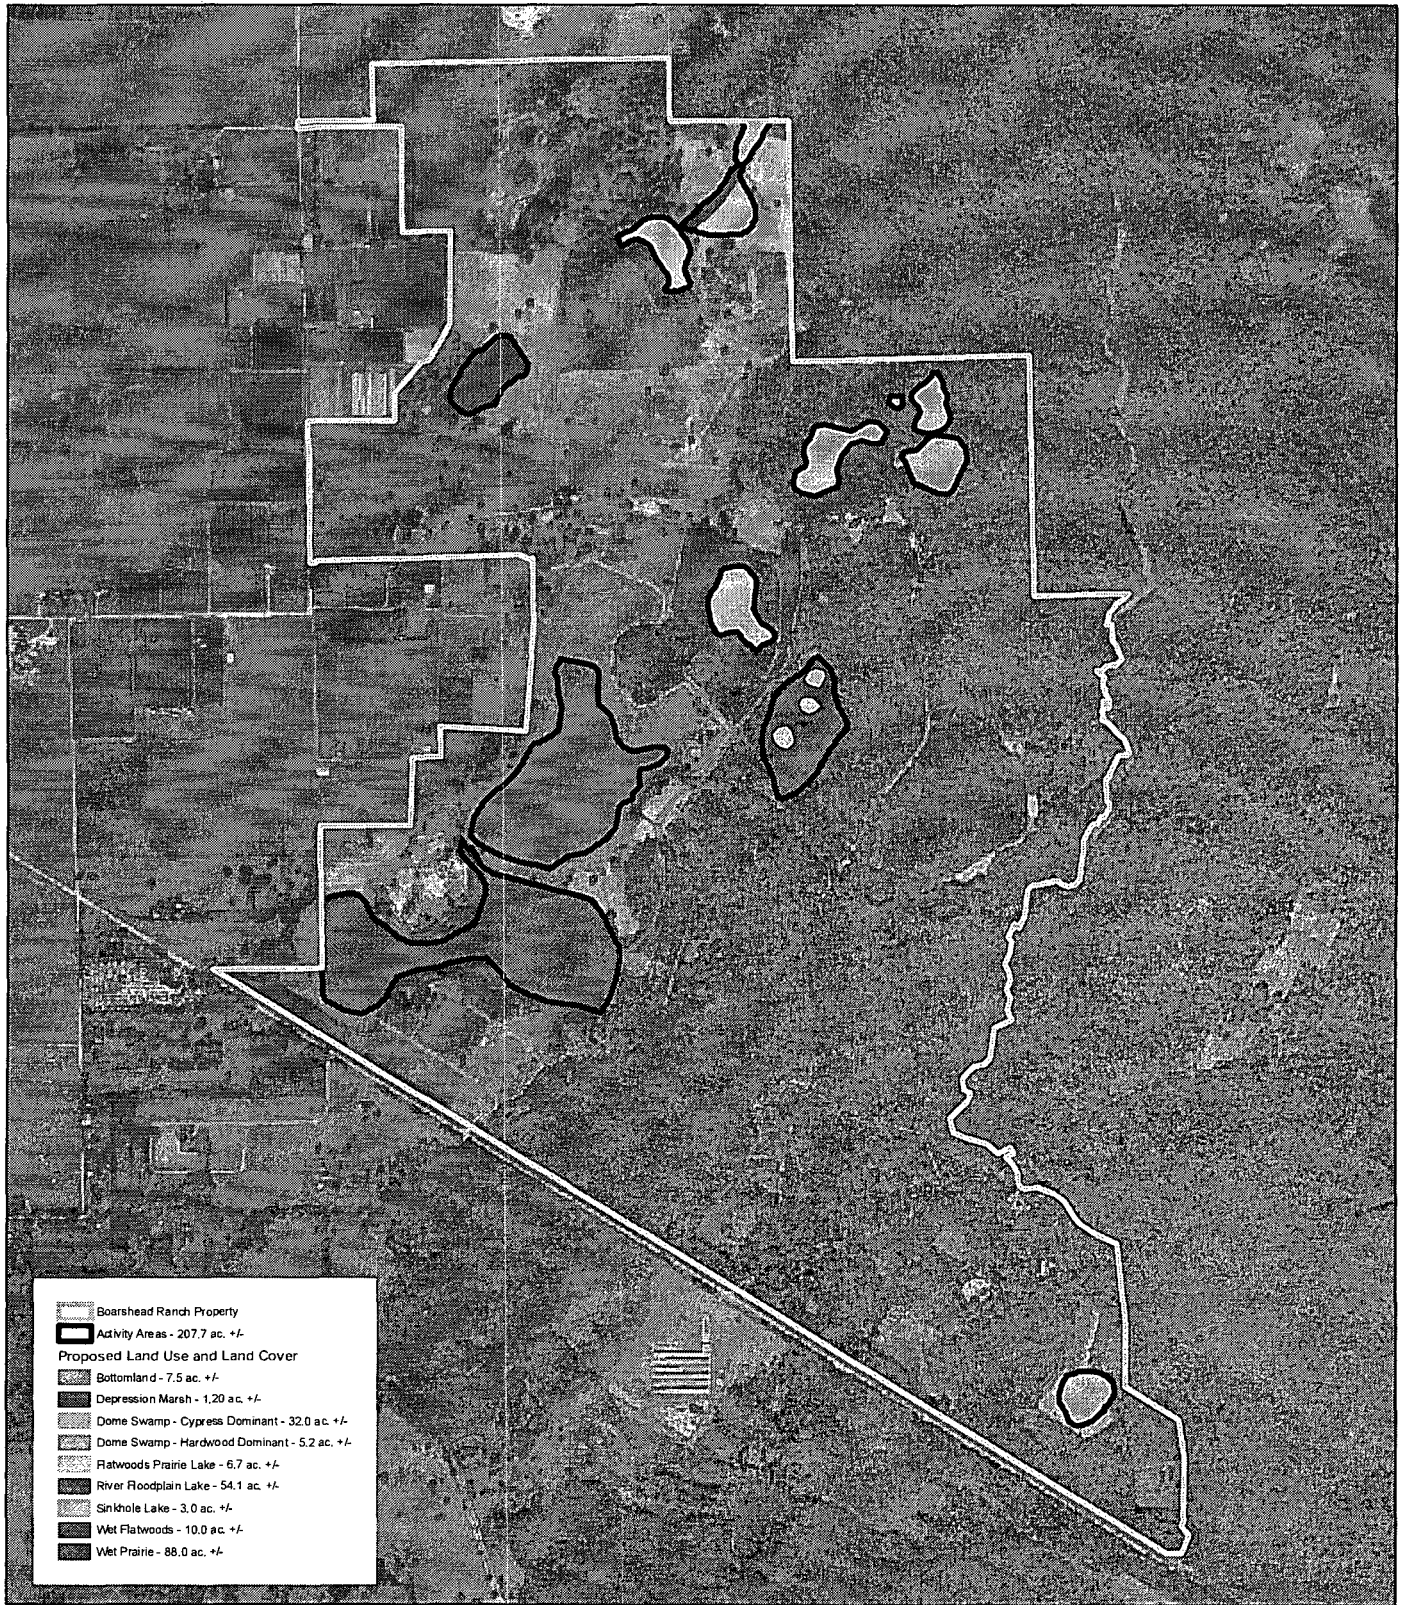 Boarshead Ranch Property
Activity Areas - 207.7 ac. +/-
Proposed Land Use and Land Cover
Bottomland - 7.5 ac. +/-
Depression Marsh - 1.20 ac. +/-
Dome Swamp - Cypress Dominant - 32.0 ac. +/-
Dome Swamp - Hardwood Dominant - 5.2 ac. +/-
Flatwoods Prairie Lake - 6.7 ac. +/-
River Floodplain Lake - 54.1 ac. +/-
Sinkhole Lake - 3.0 ac. +/-
Wet Flatwoods - 10.0 ac. +/-
Wet Prairie - 88.0 ac. +/-